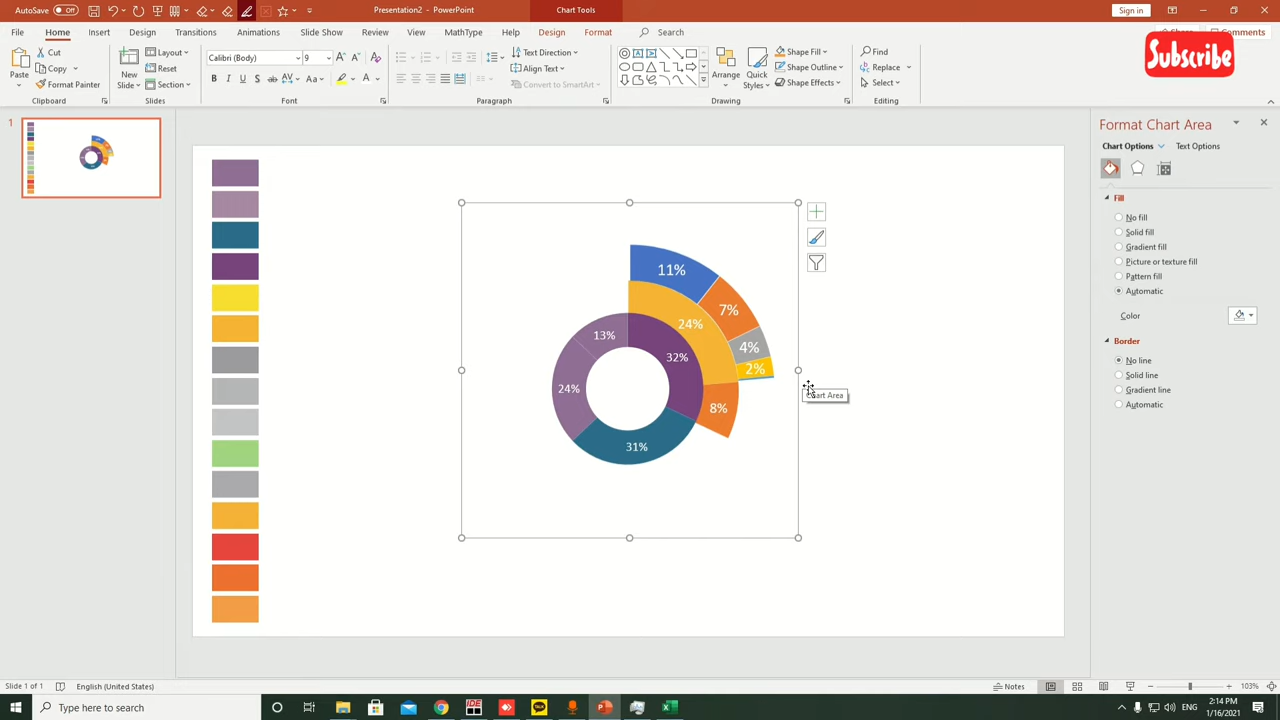 AutoSave Off
Presentation2 - PowerPoint
Chart Tools
Sign in
File Home Insert Design Transitions Animations Slide Show Review View MathType Help Design Format Search
Share Comments
Subscribe
Paste
Cut
Copy
Format Painter
Clipboard
New Slide
Layout
Reset
Section
Slides
Calibri (Body) 9
B I U S AV Aa A
Font
Text Direction
Align Text
Convert to SmartArt
Paragraph
Arrange
Quick Styles
Shape Fill
Shape Outline
Shape Effects
Drawing
Find
Replace
Select
Editing
1
11%
7%
24%
4%
2%
13%
32%
24%
8%
31%
Chart Area
Format Chart Area
Chart Options Text Options
Fill
No fill
Solid fill
Gradient fill
Picture or texture fill
Pattern fill
Automatic
Color
Border
No line
Solid line
Gradient line
Automatic
Slide 1 of 1 English (United States) Notes 103%
Type here to search
ENG
2:14 PM
1/16/2021